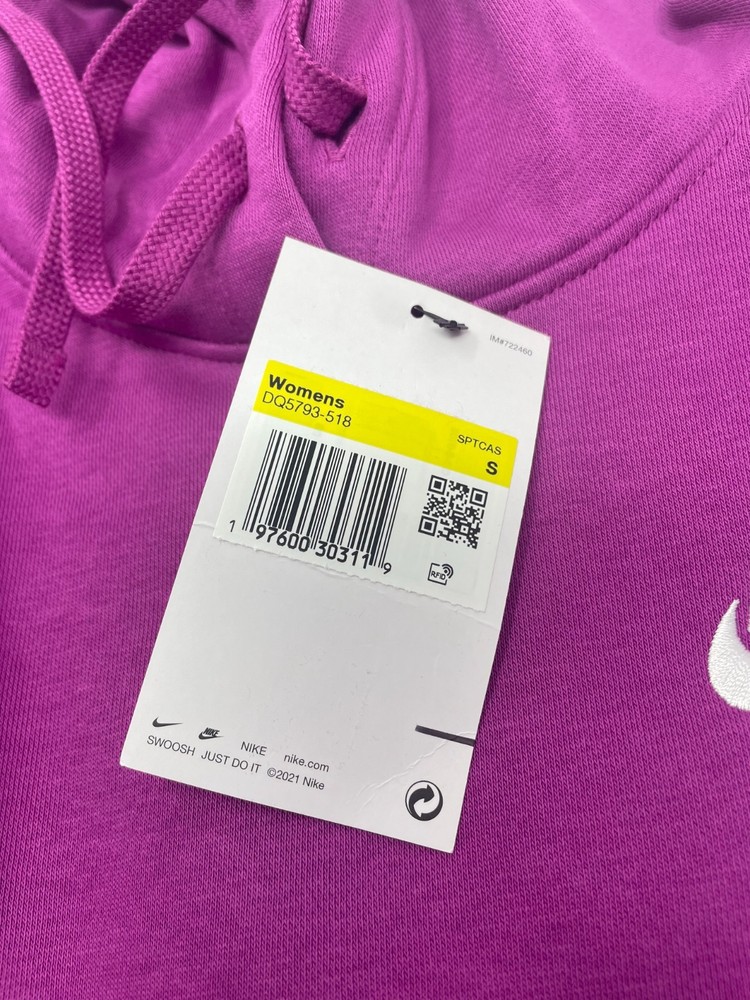 IM#722460
Womens
DQ5793-518
SPTCAS
S
1 97600 30311 9
RFID
NIKE
NIKE nike.com
SWOOSH JUST DO IT ©2021 Nike